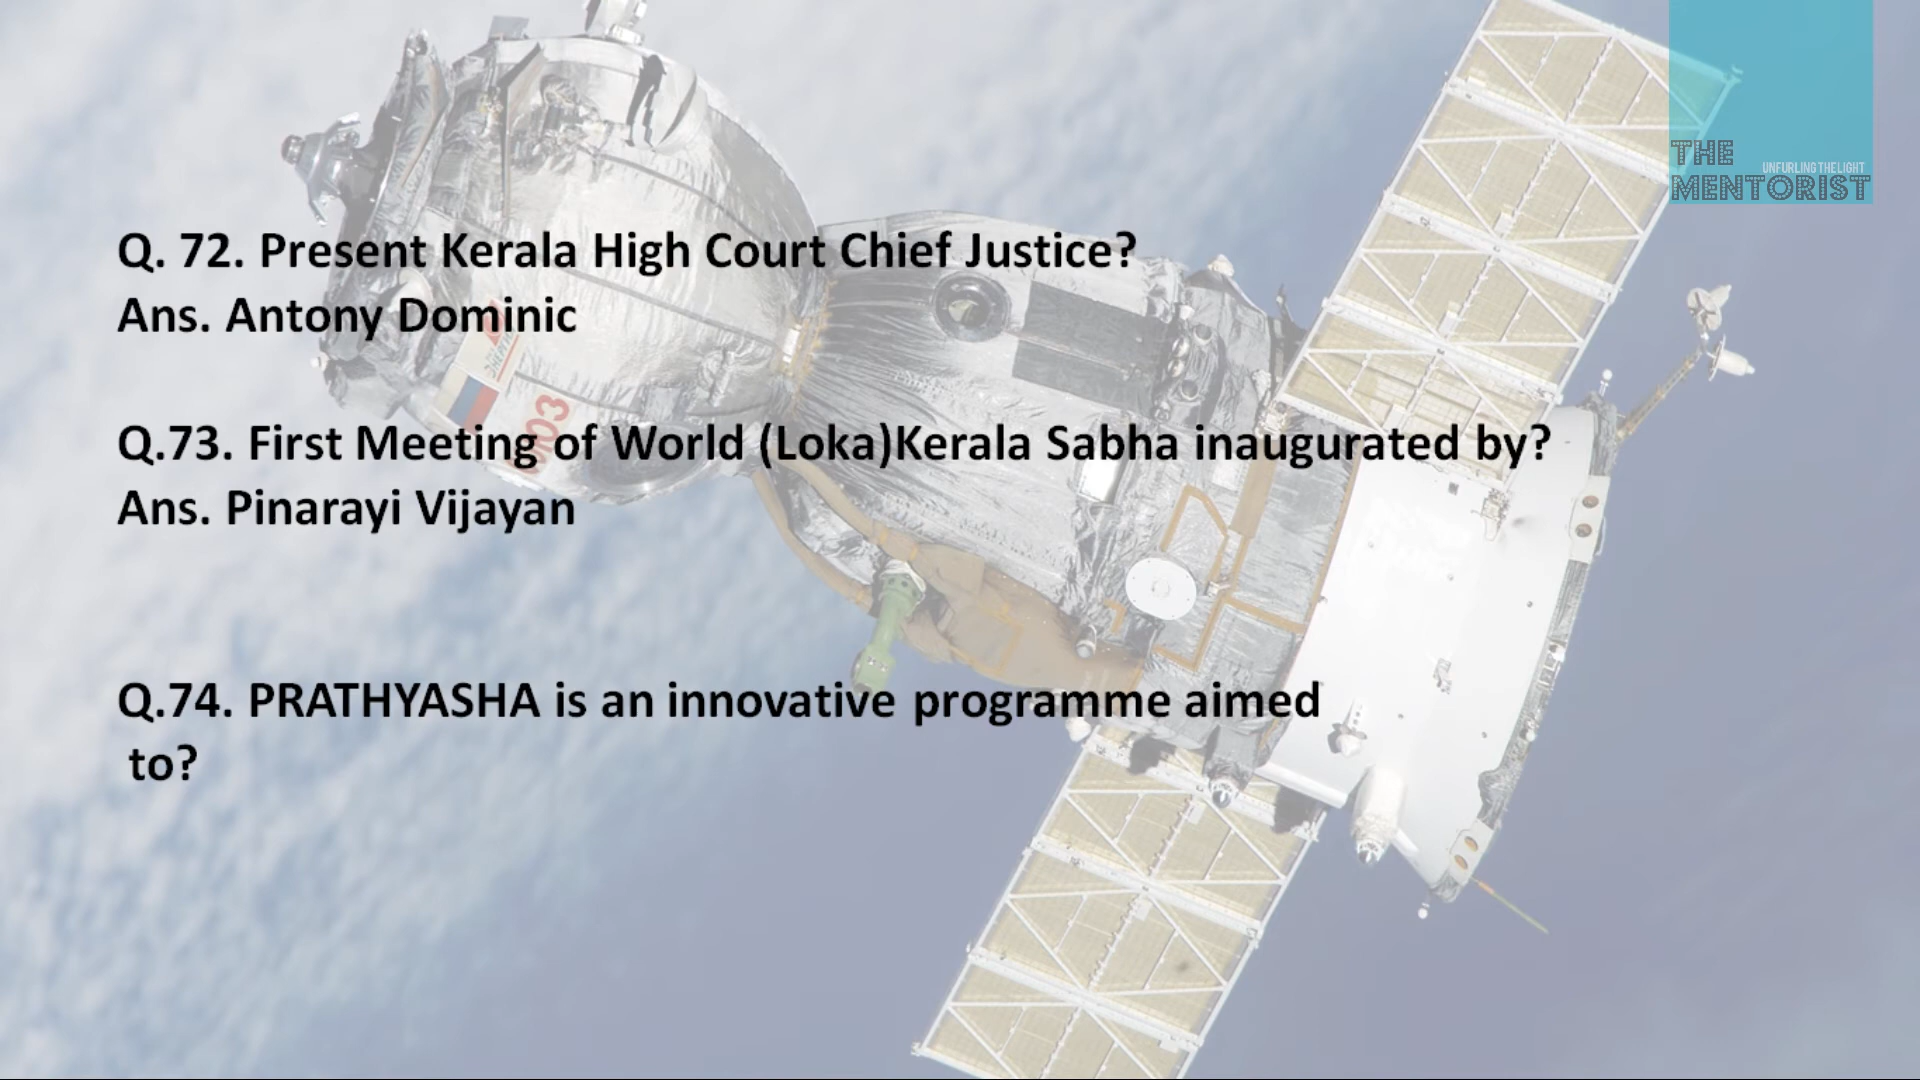 THE
UNFURLING THE LIGHT
MENTORIST
Q. 72. Present Kerala High Court Chief Justice?
Ans. Antony Dominic
Q.73. First Meeting of World (Loka)Kerala Sabha inaugurated by?
Ans. Pinarayi Vijayan
Q.74. PRATHYASHA is an innovative programme aimed
to?